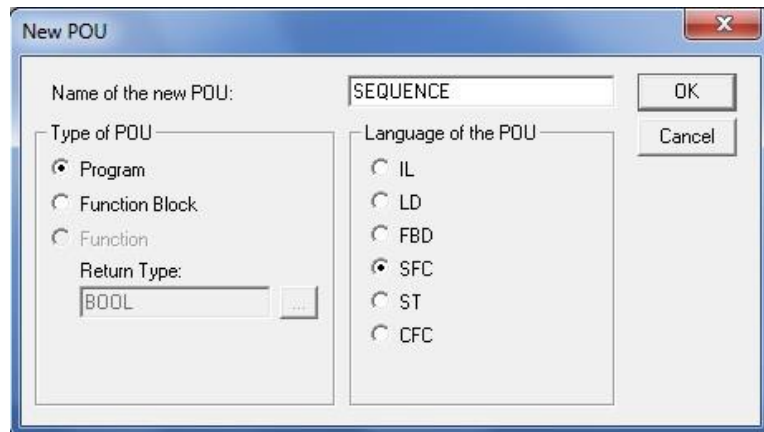 New POU
Name of the new POU:
SEQUENCE
OK
Cancel
Type of POU
Program
Function Block
Function
Return Type:
BOOL
...
Language of the POU
IL
LD
FBD
SFC
ST
CFC